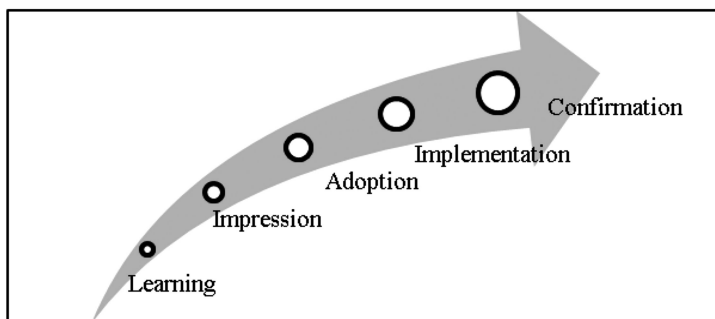 Learning
Impression
Adoption
Implementation
Confirmation